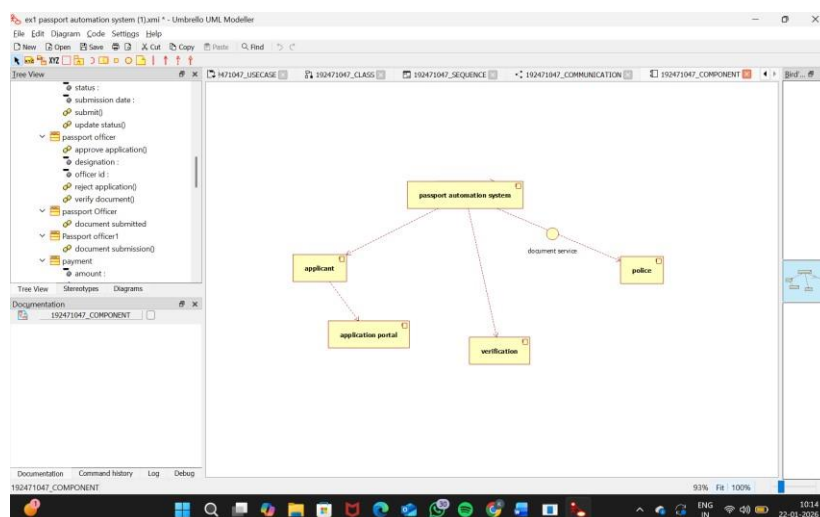 ex1 passport automation system (1).xmi * - Umbrello UML Modeller
File Edit Diagram Code Settings Help
New Open Save Cut Copy Paste Find
XYZ
Tree View
471047_USECASE 192471047_CLASS 192471047_SEQUENCE 192471047_COMMUNICATION 192471047_COMPONENT Bird'...
status :
submission date :
submit()
update status()
passport officer
approve application()
designation :
officer id :
reject application()
verify document()
passport Officer
document submitted
Passport officer1
document submission()
payment
amount :
Tree View Stereotypes Diagrams
Documentation
192471047_COMPONENT
passport automation system
document service
applicant
police
application portal
verification
Documentation Command history Log Debug
192471047_COMPONENT 93% Fit 100%
30
ENG
IN
10:14
22-01-2026